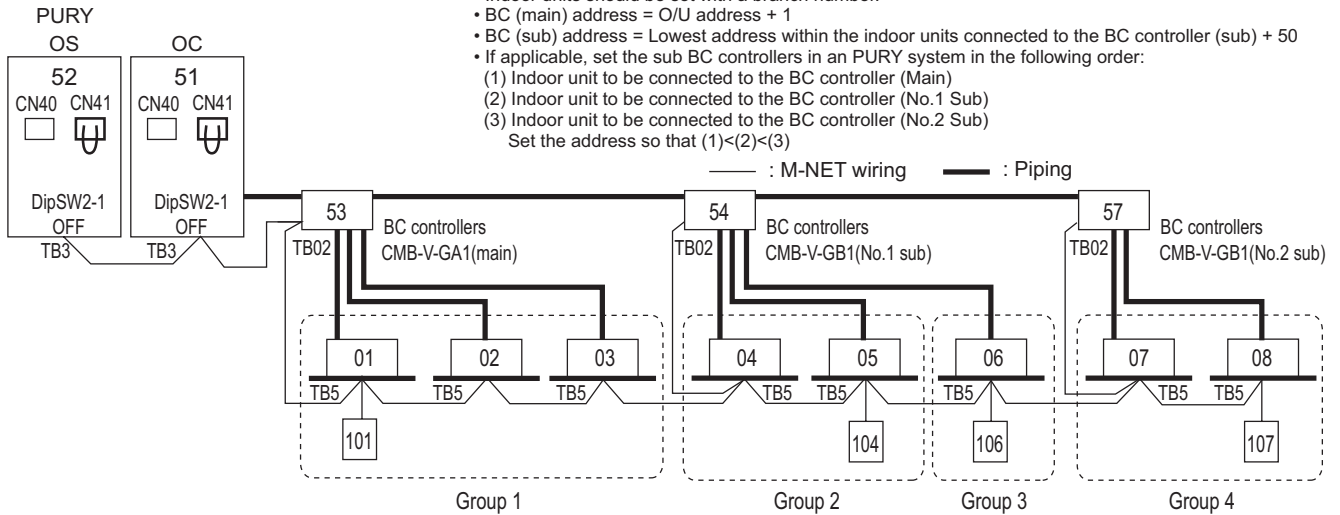 • BC (main) address = O/U address + 1
• BC (sub) address = Lowest address within the indoor units connected to the BC controller (sub) + 50
• If applicable, set the sub BC controllers in an PURY system in the following order:
(1) Indoor unit to be connected to the BC controller (Main)
(2) Indoor unit to be connected to the BC controller (No.1 Sub)
(3) Indoor unit to be connected to the BC controller (No.2 Sub)
Set the address so that (1)<(2)<(3)
PURY
OS OC
52 51
CN40 CN41 CN40 CN41
DipSW2-1 DipSW2-1
OFF OFF
TB3 TB3
: M-NET wiring : Piping
53 54 57
TB02 BC controllers TB02 BC controllers TB02 BC controllers
CMB-V-GA1(main) CMB-V-GB1(No.1 sub) CMB-V-GB1(No.2 sub)
01 02 03 04 05 06 07 08
TB5 TB5 TB5 TB5 TB5 TB5 TB5 TB5
101 104 106 107
Group 1 Group 2 Group 3 Group 4